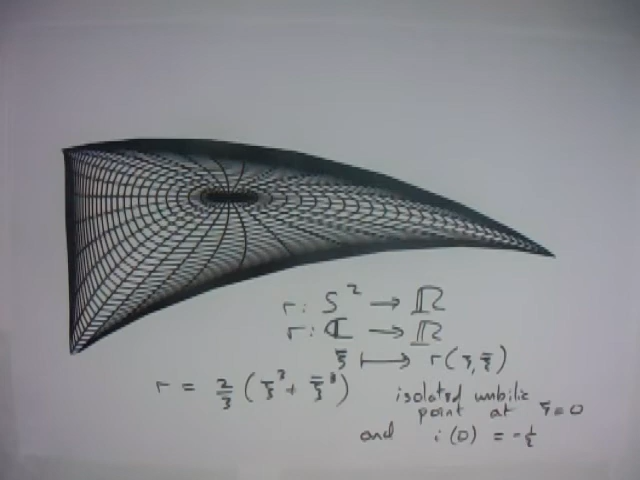 r: S² → ℝ
r: ℂ → ℝ
ξ ↦ r(ξ, ξ̄)
r = 2/3 (ξ³ + ξ̄³) isolated umbilic
point at ξ=0
and i(0) = -½